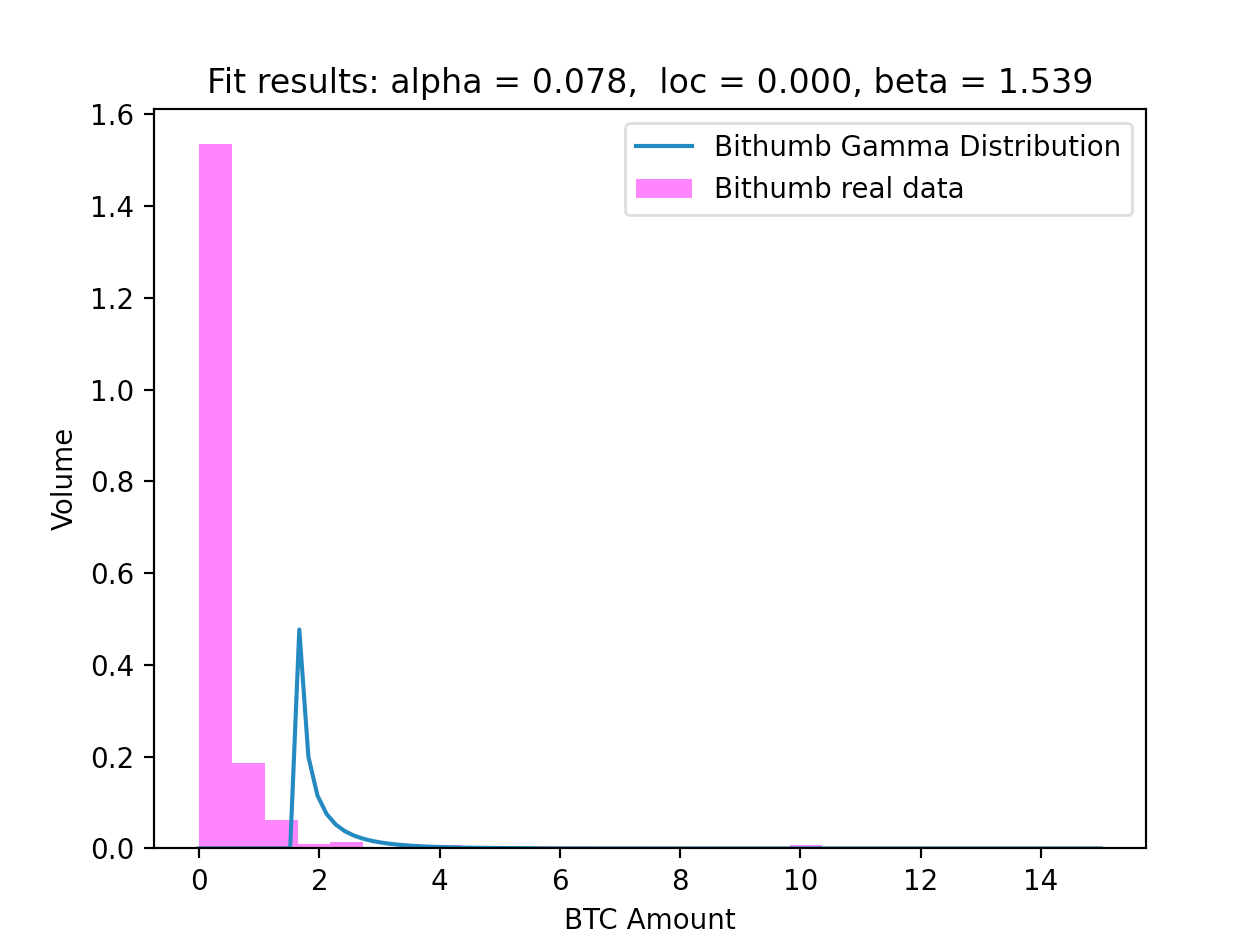 Fit results: alpha = 0.078,  loc = 0.000, beta = 1.539
1.6
1.4
1.2
1.0
0.8
0.6
0.4
0.2
0.0
Volume
Bithumb Gamma Distribution
Bithumb real data
0 2 4 6 8 10 12 14
BTC Amount